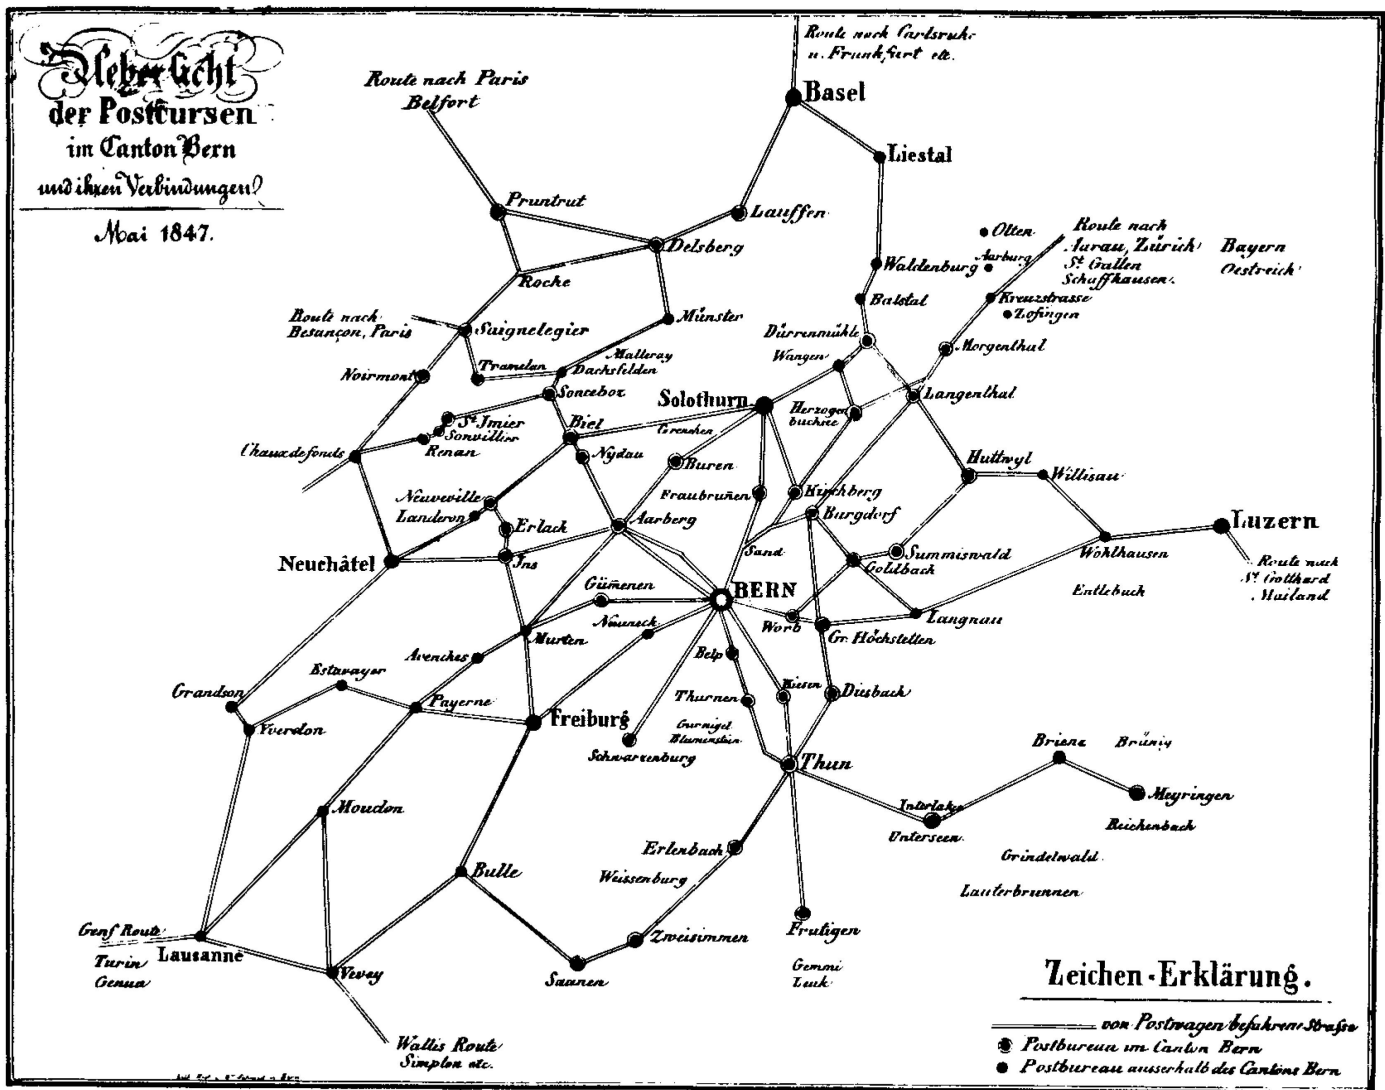 Uebersicht
der Postcursen
im Canton Bern
und ihren Verbindungen
Mai 1847.
Route nach Carlsruhe
u. Frankfurt etc.
Route nach Paris
Belfort
Basel
Liestal
Pruntrut
Lauffen
Delsberg
Olten
Aarburg
Route nach
Aarau, Zürich
St. Gallen
Schaffhausen.
Bayern
Oestreich
Waldenburg
Roche
Balstal
Kreuzstrasse
Zofingen
Route nach
Besançon, Paris
Saignelegier
Münster
Dürrenmühle
Morgenthal
Malleray
Wangen
Noirmont
Tramelan
Dachsfelden
Sonceboz
Solothurn
Herzogen
buchsee
Langenthal
St Imier
Sonvillier
Renan
Biel
Grenchen
Chauxdefonds
Nydau
Buren
Huttwyl
Willisau
Neuveville
Landeron
Fraubrunen
Kirchberg
Erlach
Aarberg
Burgdorf
Luzern
Sand
Summiswald
Wohlhausen
Neuchâtel
Ins
Goldbach
Route nach
St Gotthard
Mailand
Gümenen
BERN
Entlebuch
Neueneck
Worb
Langnau
Murten
Gr. Höchstetten
Avenches
Belp
Estavayer
Grandson
Payerne
Thurnen
Kiesen
Diesbach
Yverdon
Freiburg
Gurnigel
Blumenstein
Schwarzenburg
Thun
Brienz
Brünig
Moudon
Interlaken
Unterseen
Meyringen
Reichenbach
Erlenbach
Grindelwald
Bulle
Weissenburg
Lauterbrunnen
Genf Route
Lausanne
Turin
Genua
Zweisimmen
Frutigen
Vevey
Saanen
Gemmi
Leuk
Zeichen-Erklärung.
von Postwagen befahrene Strasse
Postbureau im Canton Bern
Postbureau ausserhalb des Cantons Bern
Wallis Route
Simplon etc.